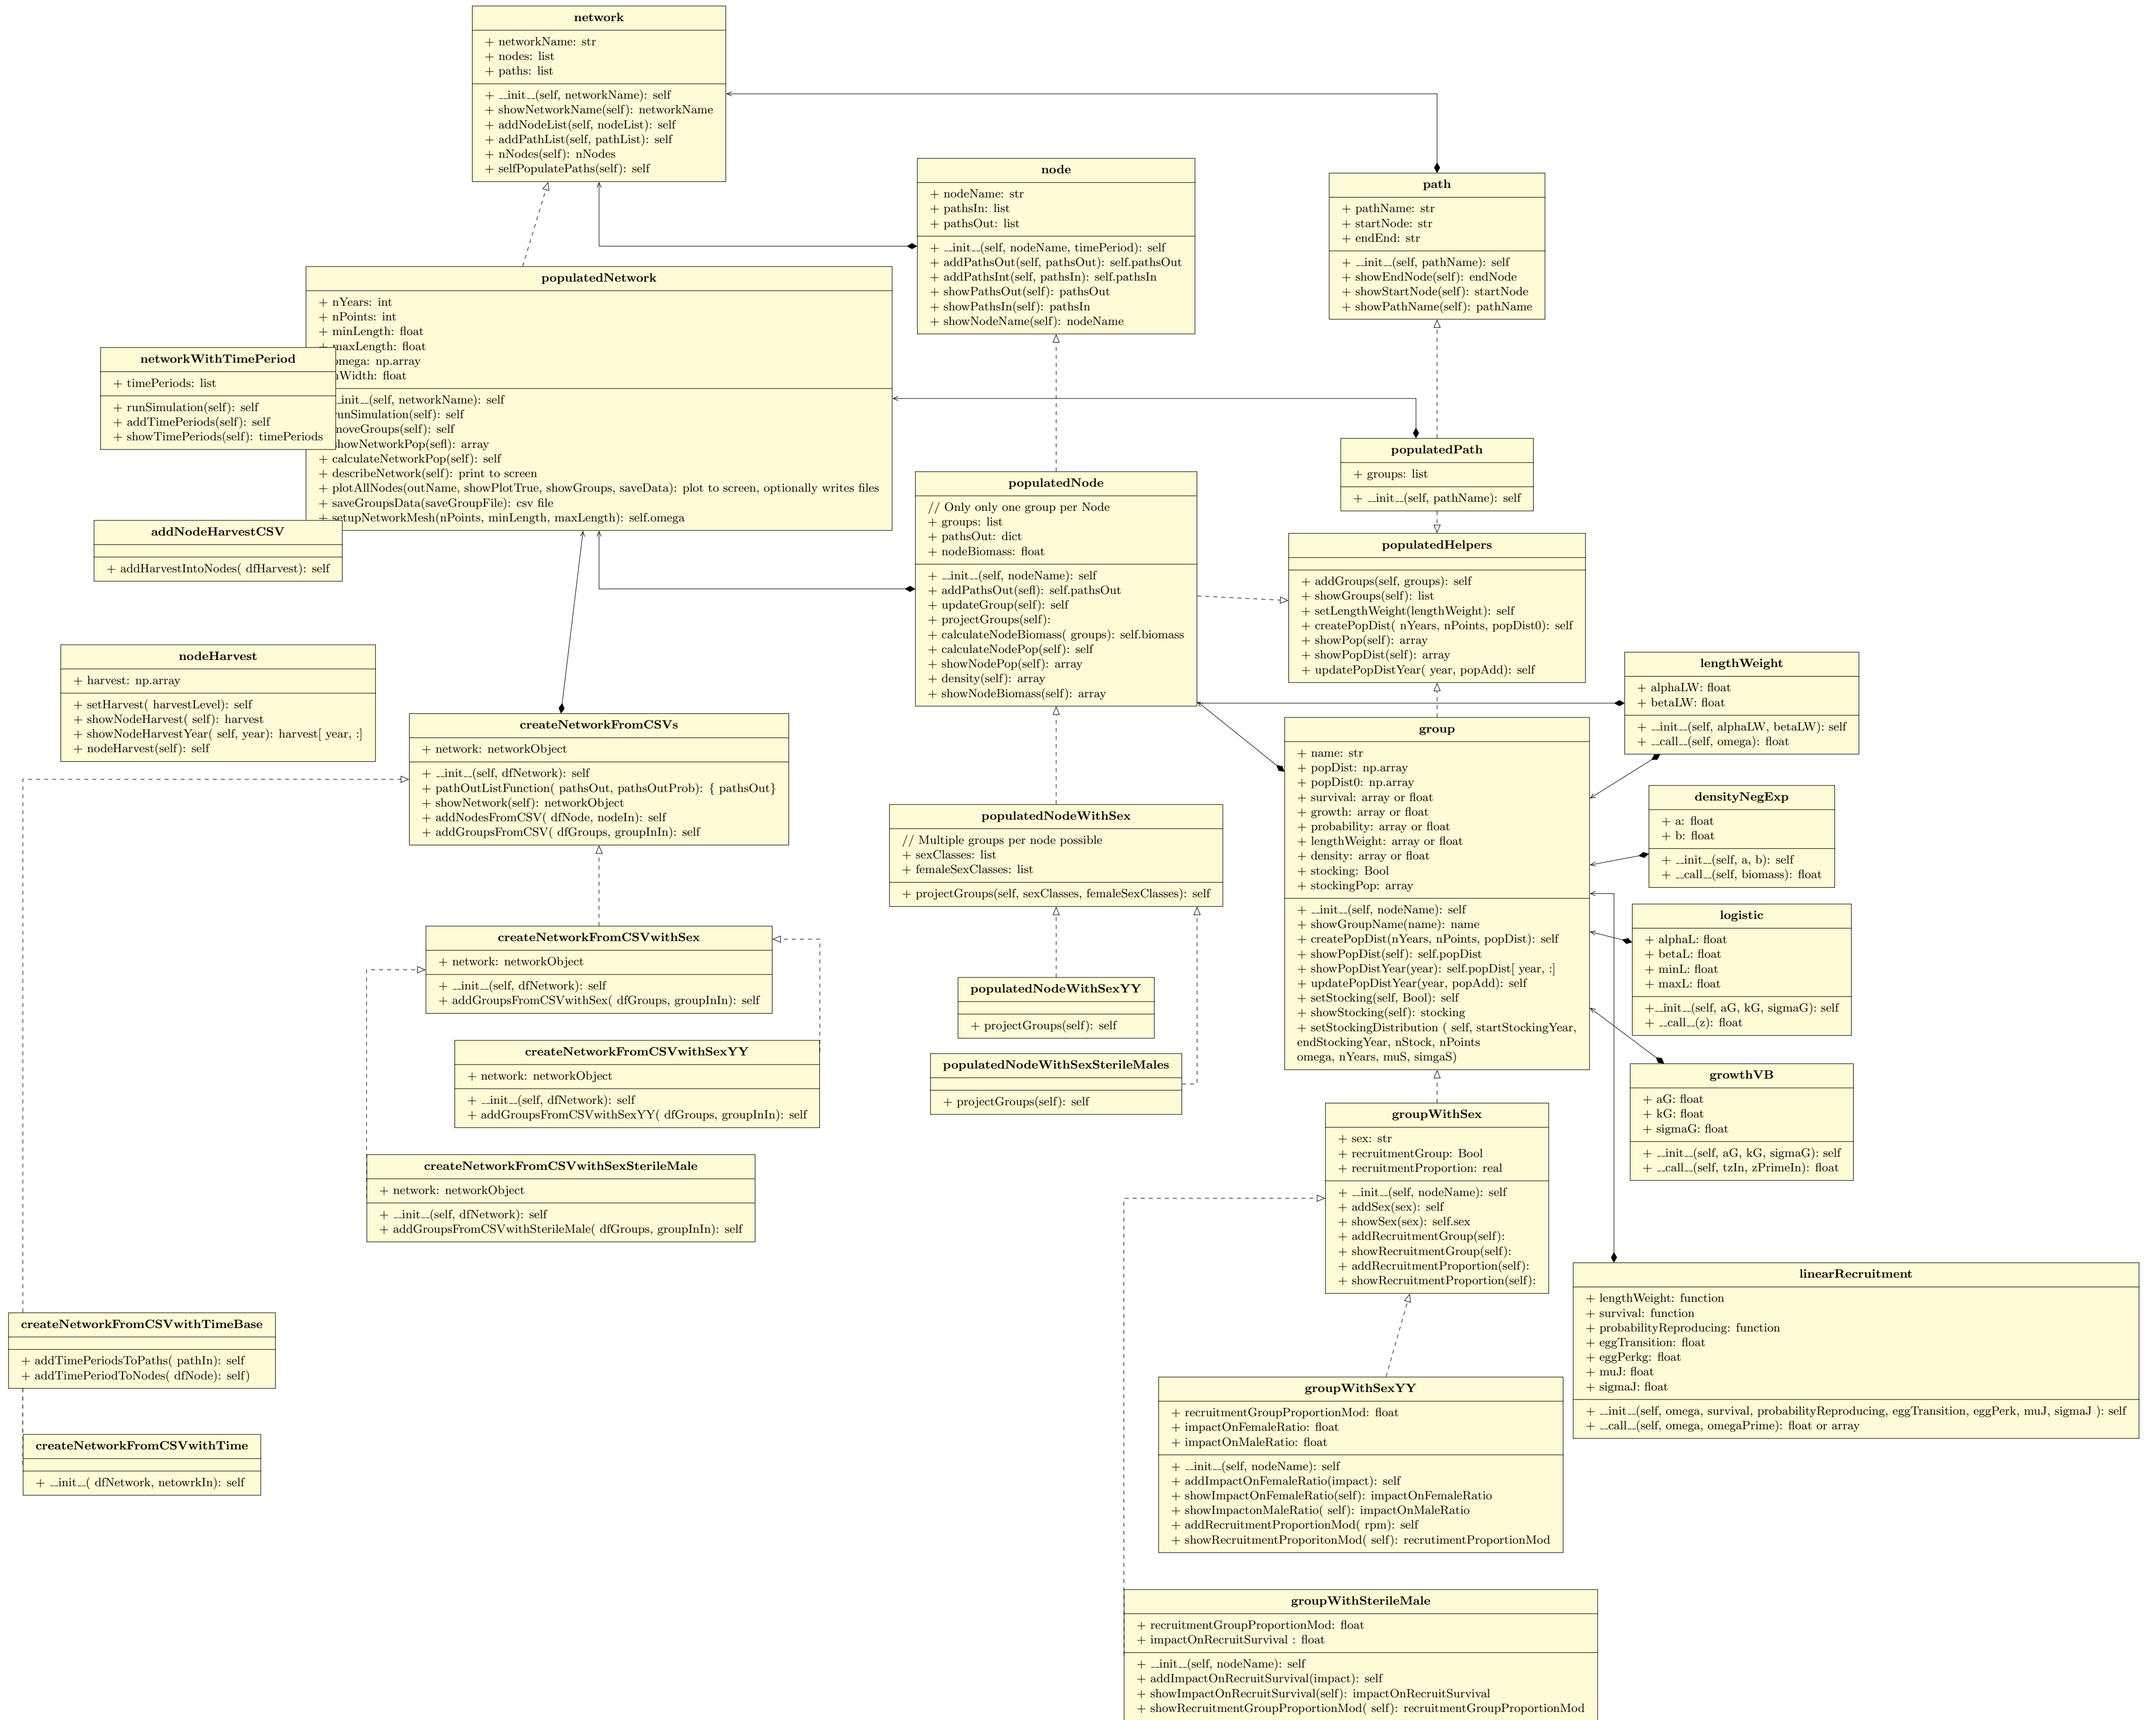 network
+ networkName: str
+ nodes: list
+ paths: list
+ __init__(self, networkName): self
+ showNetworkName(self): networkName
+ addNodeList(self, nodeList): self
+ addPathList(self, pathList): self
+ nNodes(self): nNodes
+ selfPopulatePaths(self): self
node
+ nodeName: str
+ pathsIn: list
+ pathsOut: list
+ __init__(self, nodeName, timePeriod): self
+ addPathsOut(self, pathsOut): self.pathsOut
+ addPathsInt(self, pathsIn): self.pathsIn
+ showPathsOut(self): pathsOut
+ showPathsIn(self): pathsIn
+ showNodeName(self): nodeName
path
+ pathName: str
+ startNode: str
+ endEnd: str
+ __init__(self, pathName): self
+ showEndNode(self): endNode
+ showStartNode(self): startNode
+ showPathName(self): pathName
populatedNetwork
+ nYears: int
+ nPoints: int
+ minLength: float
+ maxLength: float
omega: np.array
Width: float
__init__(self, networkName): self
runSimulation(self): self
moveGroups(self): self
showNetworkPop(sefl): array
+ calculateNetworkPop(self): self
+ describeNetwork(self): print to screen
+ plotAllNodes(outName, showPlotTrue, showGroups, saveData): plot to screen, optionally writes files
+ saveGroupsData(saveGroupFile): csv file
+ setupNetworkMesh(nPoints, minLength, maxLength): self.omega
networkWithTimePeriod
+ timePeriods: list
+ runSimulation(self): self
+ addTimePeriods(self): self
+ showTimePeriods(self): timePeriods
addNodeHarvestCSV
+ addHarvestIntoNodes( dfHarvest): self
nodeHarvest
+ harvest: np.array
+ setHarvest( harvestLevel): self
+ showNodeHarvest( self): harvest
+ showNodeHarvestYear( self, year): harvest[ year, :]
+ nodeHarvest(self): self
populatedPath
+ groups: list
+ __init__(self, pathName): self
populatedNode
// Only only one group per Node
+ groups: list
+ pathsOut: dict
+ nodeBiomass: float
+ __init__(self, nodeName): self
+ addPathsOut(sefl): self.pathsOut
+ updateGroup(self): self
+ projectGroups(self):
+ calculateNodeBiomass( groups): self.biomass
+ calculateNodePop(self): self
+ showNodePop(self): array
+ density(self): array
+ showNodeBiomass(self): array
populatedHelpers
+ addGroups(self, groups): self
+ showGroups(self): list
+ setLengthWeight(lengthWeight): self
+ createPopDist( nYears, nPoints, popDist0): self
+ showPop(self): array
+ showPopDist(self): array
+ updatePopDistYear( year, popAdd): self
lengthWeight
+ alphaLW: float
+ betaLW: float
+ __init__(self, alphaLW, betaLW): self
+ __call__(self, omega): float
createNetworkFromCSVs
+ network: networkObject
+ __init__(self, dfNetwork): self
+ pathOutListFunction( pathsOut, pathsOutProb): { pathsOut}
+ showNetwork(self): networkObject
+ addNodesFromCSV( dfNode, nodeIn): self
+ addGroupsFromCSV( dfGroups, groupInIn): self
group
+ name: str
+ popDist: np.array
+ popDist0: np.array
+ survival: array or float
+ growth: array or float
+ probability: array or float
+ lengthWeight: array or float
+ density: array or float
+ stocking: Bool
+ stockingPop: array
+ __init__(self, nodeName): self
+ showGroupName(name): name
+ createPopDist(nYears, nPoints, popDist): self
+ showPopDist(self): self.popDist
+ showPopDistYear(year): self.popDist[ year, :]
+ updatePopDistYear(year, popAdd): self
+ setStocking(self, Bool): self
+ showStocking(self): stocking
+ setStockingDistribution ( self, startStockingYear,
endStockingYear, nStock, nPoints
omega, nYears, muS, simgaS)
densityNegExp
+ a: float
+ b: float
+ __init__(self, a, b): self
+ __call__(self, biomass): float
populatedNodeWithSex
// Multiple groups per node possible
+ sexClasses: list
+ femaleSexClasses: list
+ projectGroups(self, sexClasses, femaleSexClasses): self
logistic
+ alphaL: float
+ betaL: float
+ minL: float
+ maxL: float
+__init__(self, aG, kG, sigmaG): self
+ __call__(z): float
createNetworkFromCSVwithSex
+ network: networkObject
+ __init__(self, dfNetwork): self
+ addGroupsFromCSVwithSex( dfGroups, groupInIn): self
populatedNodeWithSexYY
+ projectGroups(self): self
createNetworkFromCSVwithSexYY
+ network: networkObject
+ __init__(self, dfNetwork): self
+ addGroupsFromCSVwithSexYY( dfGroups, groupInIn): self
populatedNodeWithSexSterileMales
+ projectGroups(self): self
growthVB
+ aG: float
+ kG: float
+ sigmaG: float
+ __init__(self, aG, kG, sigmaG): self
+ __call__(self, tzIn, zPrimeIn): float
groupWithSex
+ sex: str
+ recruitmentGroup: Bool
+ recruitmentProportion: real
+ __init__(self, nodeName): self
+ addSex(sex): self
+ showSex(sex): self.sex
+ addRecruitmentGroup(self):
+ showRecruitmentGroup(self):
+ addRecruitmentProportion(self):
+ showRecruitmentProportion(self):
createNetworkFromCSVwithSexSterileMale
+ network: networkObject
+ __init__(self, dfNetwork): self
+ addGroupsFromCSVwithSterileMale( dfGroups, groupInIn): self
linearRecruitment
+ lengthWeight: function
+ survival: function
+ probabilityReproducing: function
+ eggTransition: float
+ eggPerkg: float
+ muJ: float
+ sigmaJ: float
+ __init__(self, omega, survival, probabilityReproducing, eggTransition, eggPerk, muJ, sigmaJ ): self
+ __call__(self, omega, omegaPrime): float or array
createNetworkFromCSVwithTimeBase
+ addTimePeriodsToPaths( pathIn): self
+ addTimePeriodToNodes( dfNode): self)
groupWithSexYY
+ recruitmentGroupProportionMod: float
+ impactOnFemaleRatio: float
+ impactOnMaleRatio: float
+ __init__(self, nodeName): self
+ addImpactOnFemaleRatio(impact): self
+ showImpactOnFemaleRatio(self): impactOnFemaleRatio
+ showImpactonMaleRatio( self): impactOnMaleRatio
+ addRecruitmentProportionMod( rpm): self
+ showRecruitmentProporitonMod( self): recrutimentProportionMod
createNetworkFromCSVwithTime
+ __init__( dfNetwork, netowrkIn): self
groupWithSterileMale
+ recruitmentGroupProportionMod: float
+ impactOnRecruitSurvival : float
+ __init__(self, nodeName): self
+ addImpactOnRecruitSurvival(impact): self
+ showImpactOnRecruitSurvival(self): impactOnRecruitSurvival
+ showRecruitmentGroupProportionMod( self): recruitmentGroupProportionMod